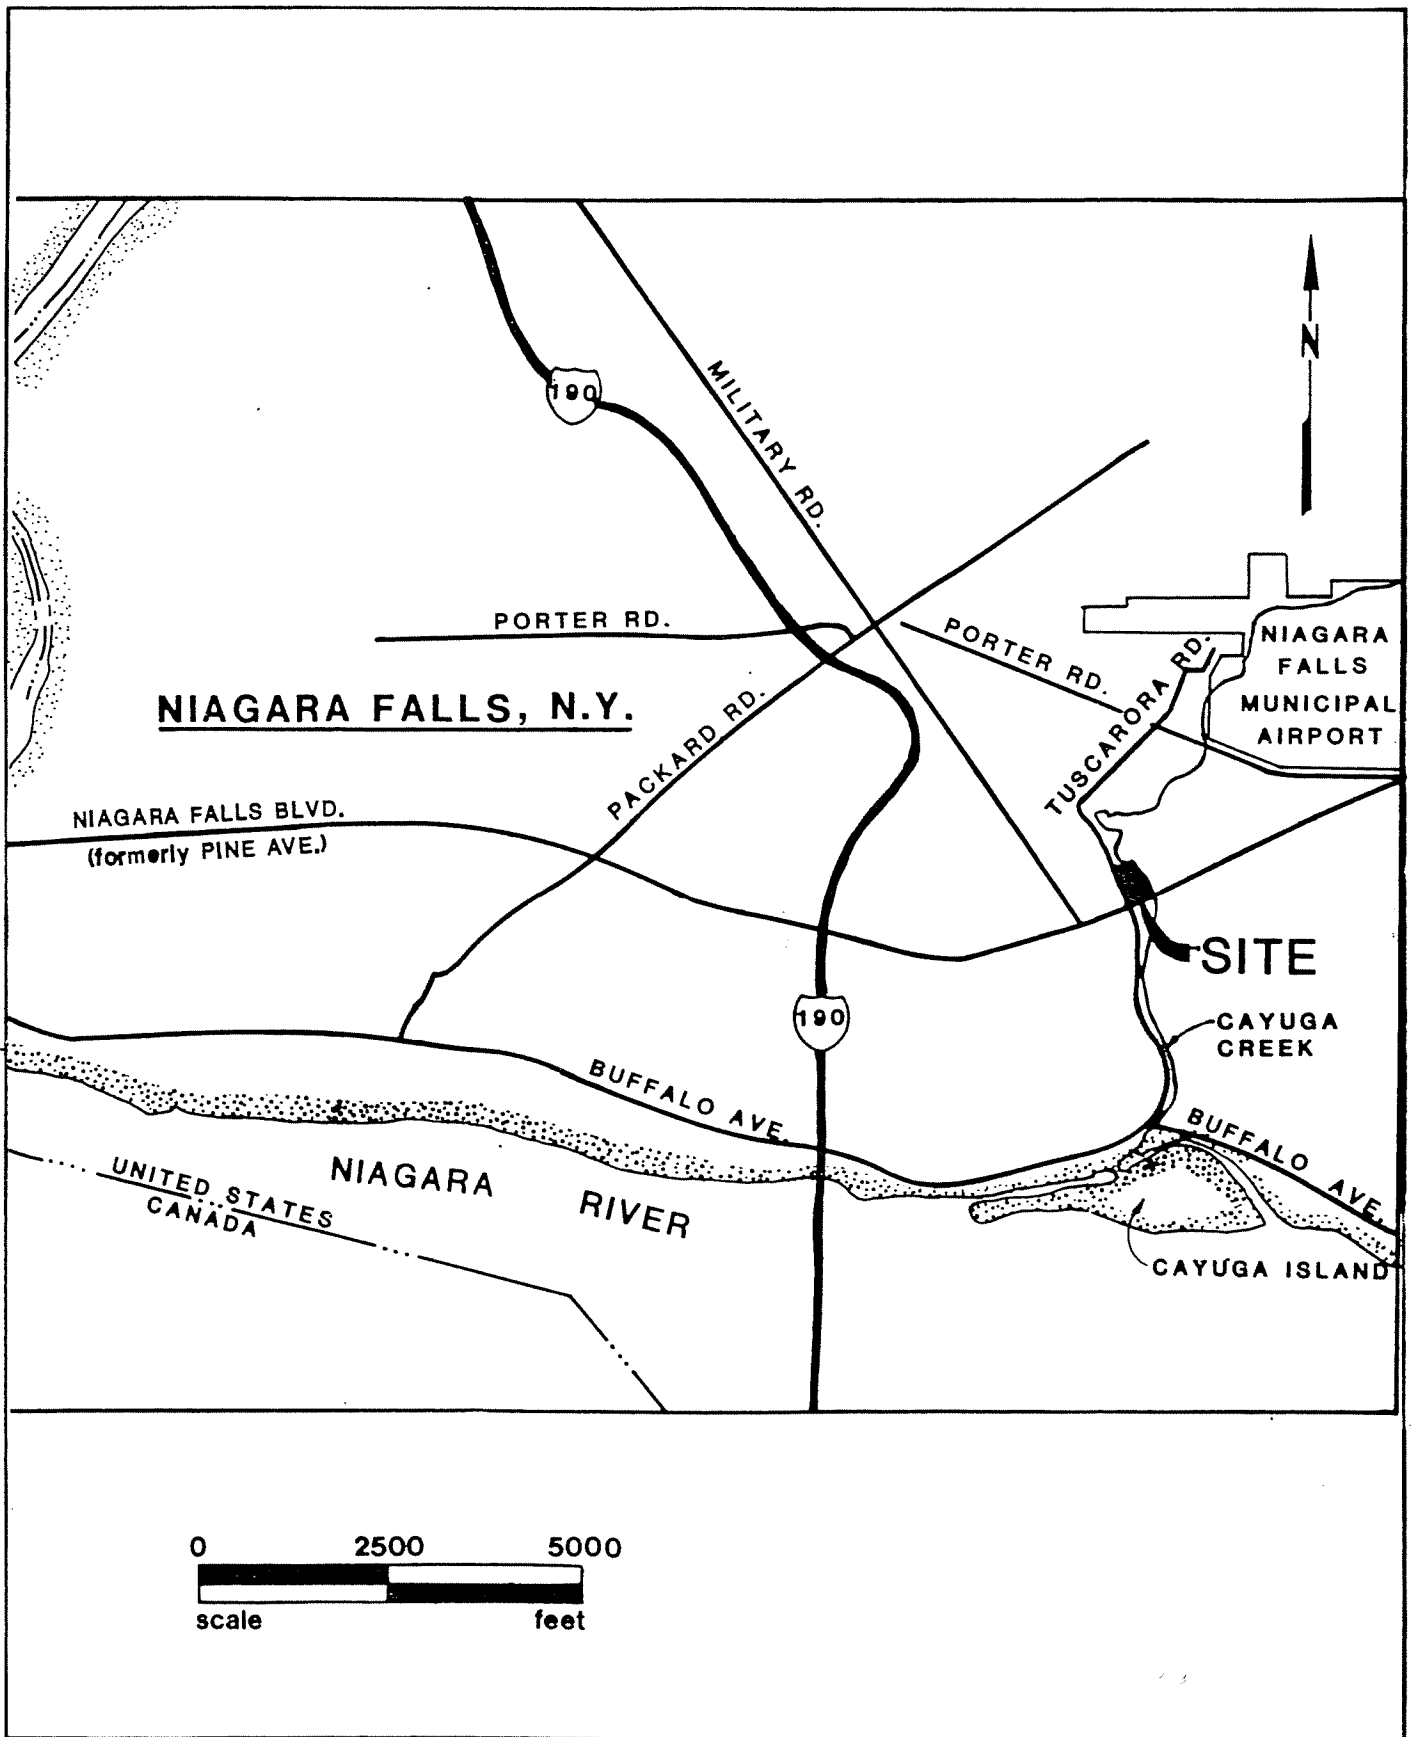 190
MILITARY RD.
N
PORTER RD.
PORTER RD.
TUSCARORA RD.
NIAGARA
FALLS
MUNICIPAL
AIRPORT
NIAGARA FALLS, N.Y.
PACKARD RD.
NIAGARA FALLS BLVD.
(formerly PINE AVE.)
SITE
190
CAYUGA
CREEK
BUFFALO AVE.
BUFFALO AVE.
UNITED STATES
CANADA
NIAGARA RIVER
CAYUGA ISLAND
0 2500 5000
scale feet